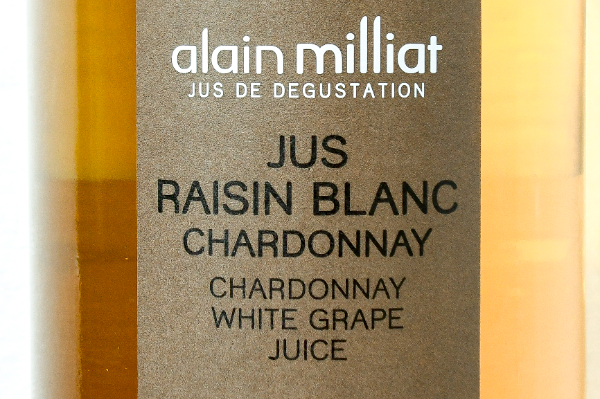 alain milliat
JUS DE DEGUSTATION
JUS
RAISIN BLANC
CHARDONNAY
CHARDONNAY
WHITE GRAPE
JUICE